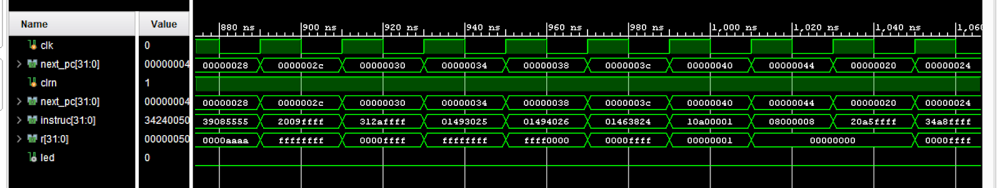 Name Value
880 ns 900 ns 920 ns 940 ns 960 ns 980 ns 1,000 ns 1,020 ns 1,040 ns 1,060
clk 0
next_pc[31:0] 00000004 00000028 0000002c 00000030 00000034 00000038 0000003c 00000040 00000044 00000020 00000024
clrn 1
next_pc[31:0] 00000004 00000028 0000002c 00000030 00000034 00000038 0000003c 00000040 00000044 00000020 00000024
instruc[31:0] 34240050 39085555 2009ffff 312affff 01493025 01494026 01463824 10a00001 08000008 20a5ffff 34a8ffff
r[31:0] 00000050 0000aaaa ffffffff 0000ffff ffffffff ffff0000 0000ffff 00000001 00000000 0000ffff
led 0